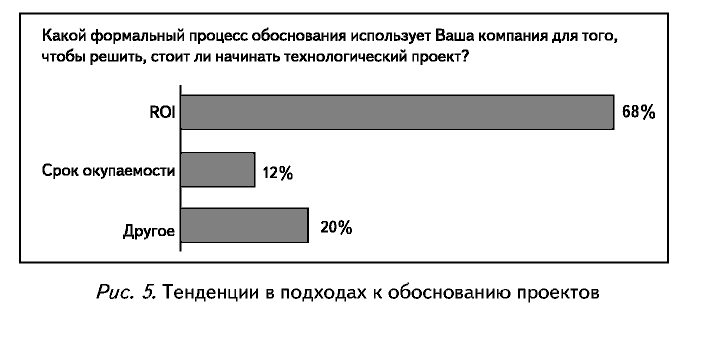 Какой формальный процесс обоснования использует Ваша компания для того,
чтобы решить, стоит ли начинать технологический проект?
ROI 68%
Срок окупаемости 12%
Другое 20%
Рис. 5. Тенденции в подходах к обоснованию проектов